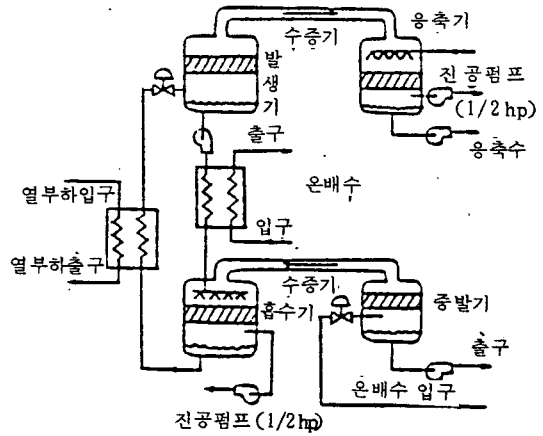 수증기
응축기
발
생
기
진공펌프
(1/2 hp)
응축수
출구
온배수
입구
열부하입구
열부하출구
수증기
흡수기
증발기
출구
온배수 입구
진공펌프 (1/2 hp)